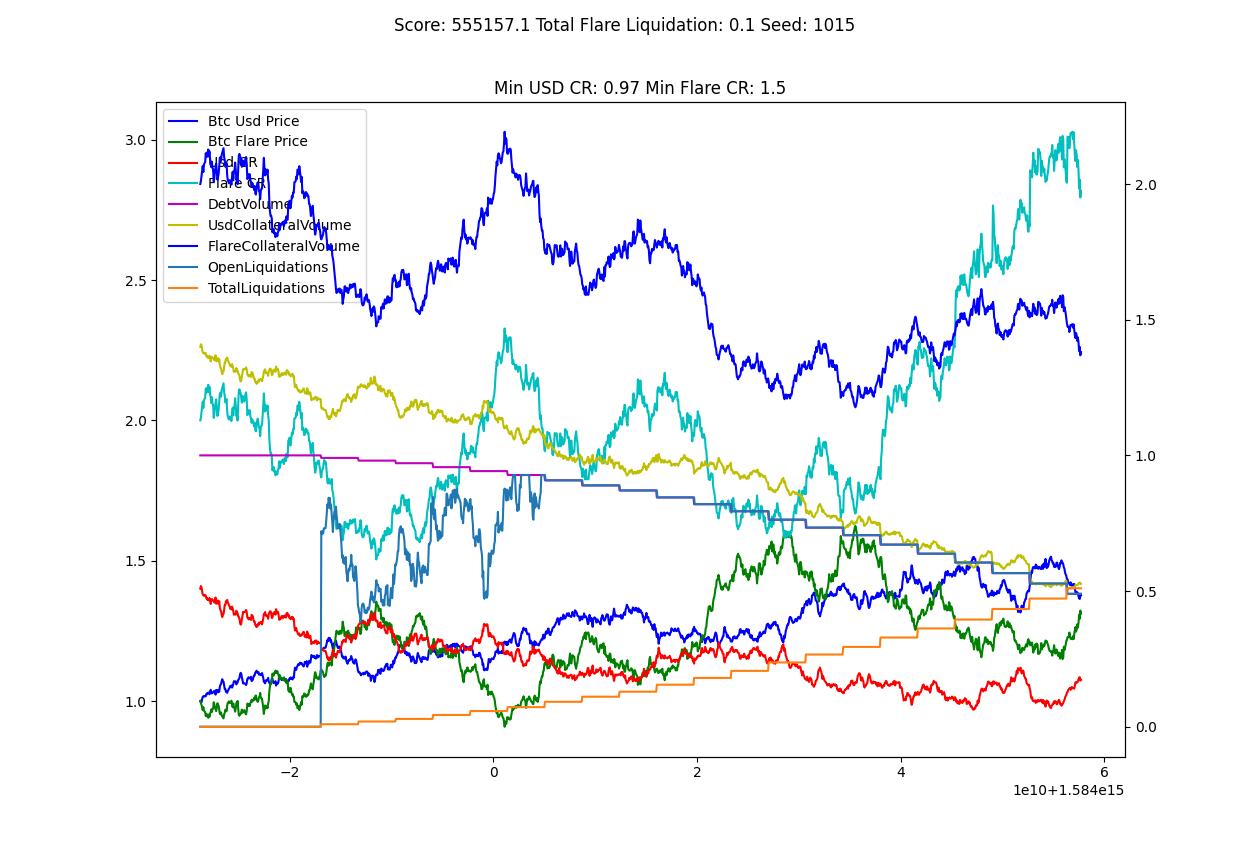 Score: 555157.1 Total Flare Liquidation: 0.1 Seed: 1015
Min USD CR: 0.97 Min Flare CR: 1.5
Btc Usd Price
Btc Flare Price
Usd CR
Flare CR
DebtVolume
UsdCollateralVolume
FlareCollateralVolume
OpenLiquidations
TotalLiquidations
3.0
2.5
2.0
1.5
1.0
2.0
1.5
1.0
0.5
0.0
−2 0 2 4 6
1e10+1.584e15